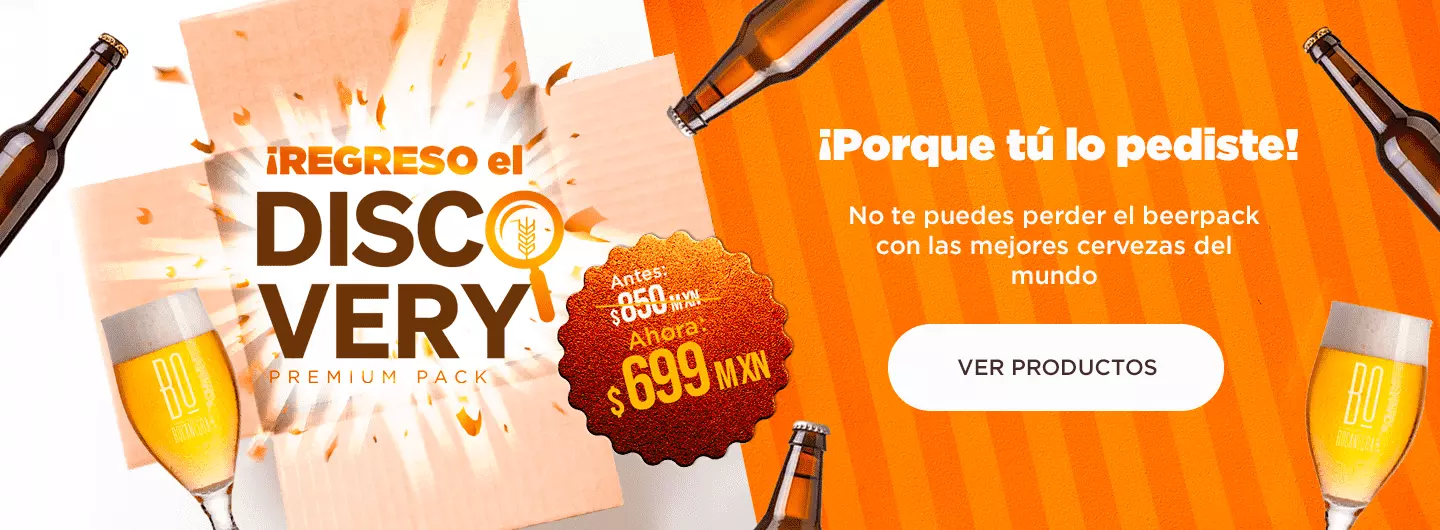 ¡REGRESO el
DISCO
VERY
PREMIUM PACK
Antes:
$850 MXN
Ahora:
$699 MXN
¡Porque tú lo pediste!
No te puedes perder el beerpack
con las mejores cervezas del
mundo
VER PRODUCTOS
BO
BO